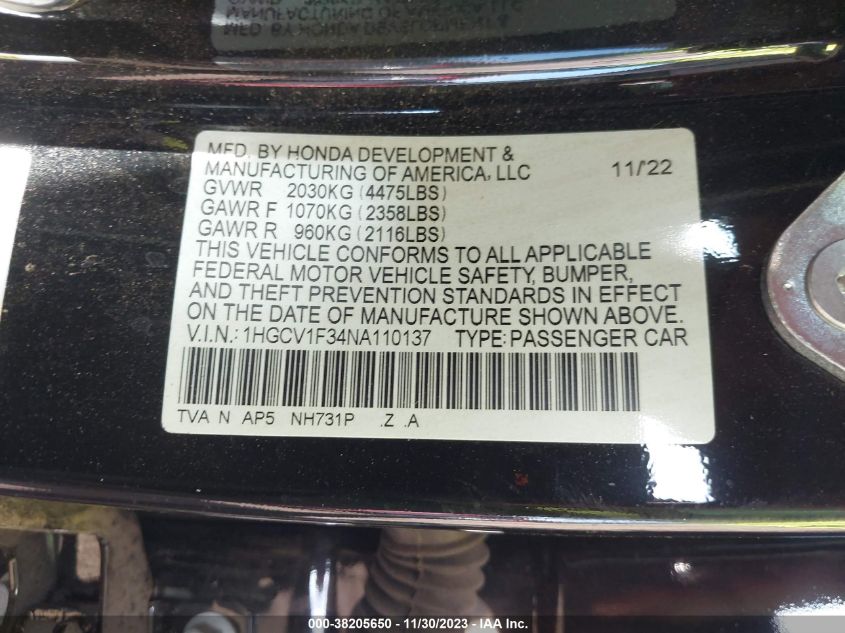 MFD. BY HONDA DEVELOPMENT &
MANUFACTURING OF AMERICA, LLC 11/22
GVWR 2030KG (4475LBS)
GAWR F 1070KG (2358LBS)
GAWR R 960KG (2116LBS)
THIS VEHICLE CONFORMS TO ALL APPLICABLE
FEDERAL MOTOR VEHICLE SAFETY, BUMPER,
AND THEFT PREVENTION STANDARDS IN EFFECT
ON THE DATE OF MANUFACTURE SHOWN ABOVE.
V.I.N.: 1HGCV1F34NA110137 TYPE: PASSENGER CAR
TVA N AP5 NH731P .Z .A
000-38205650 - 11/30/2023 - IAA Inc.